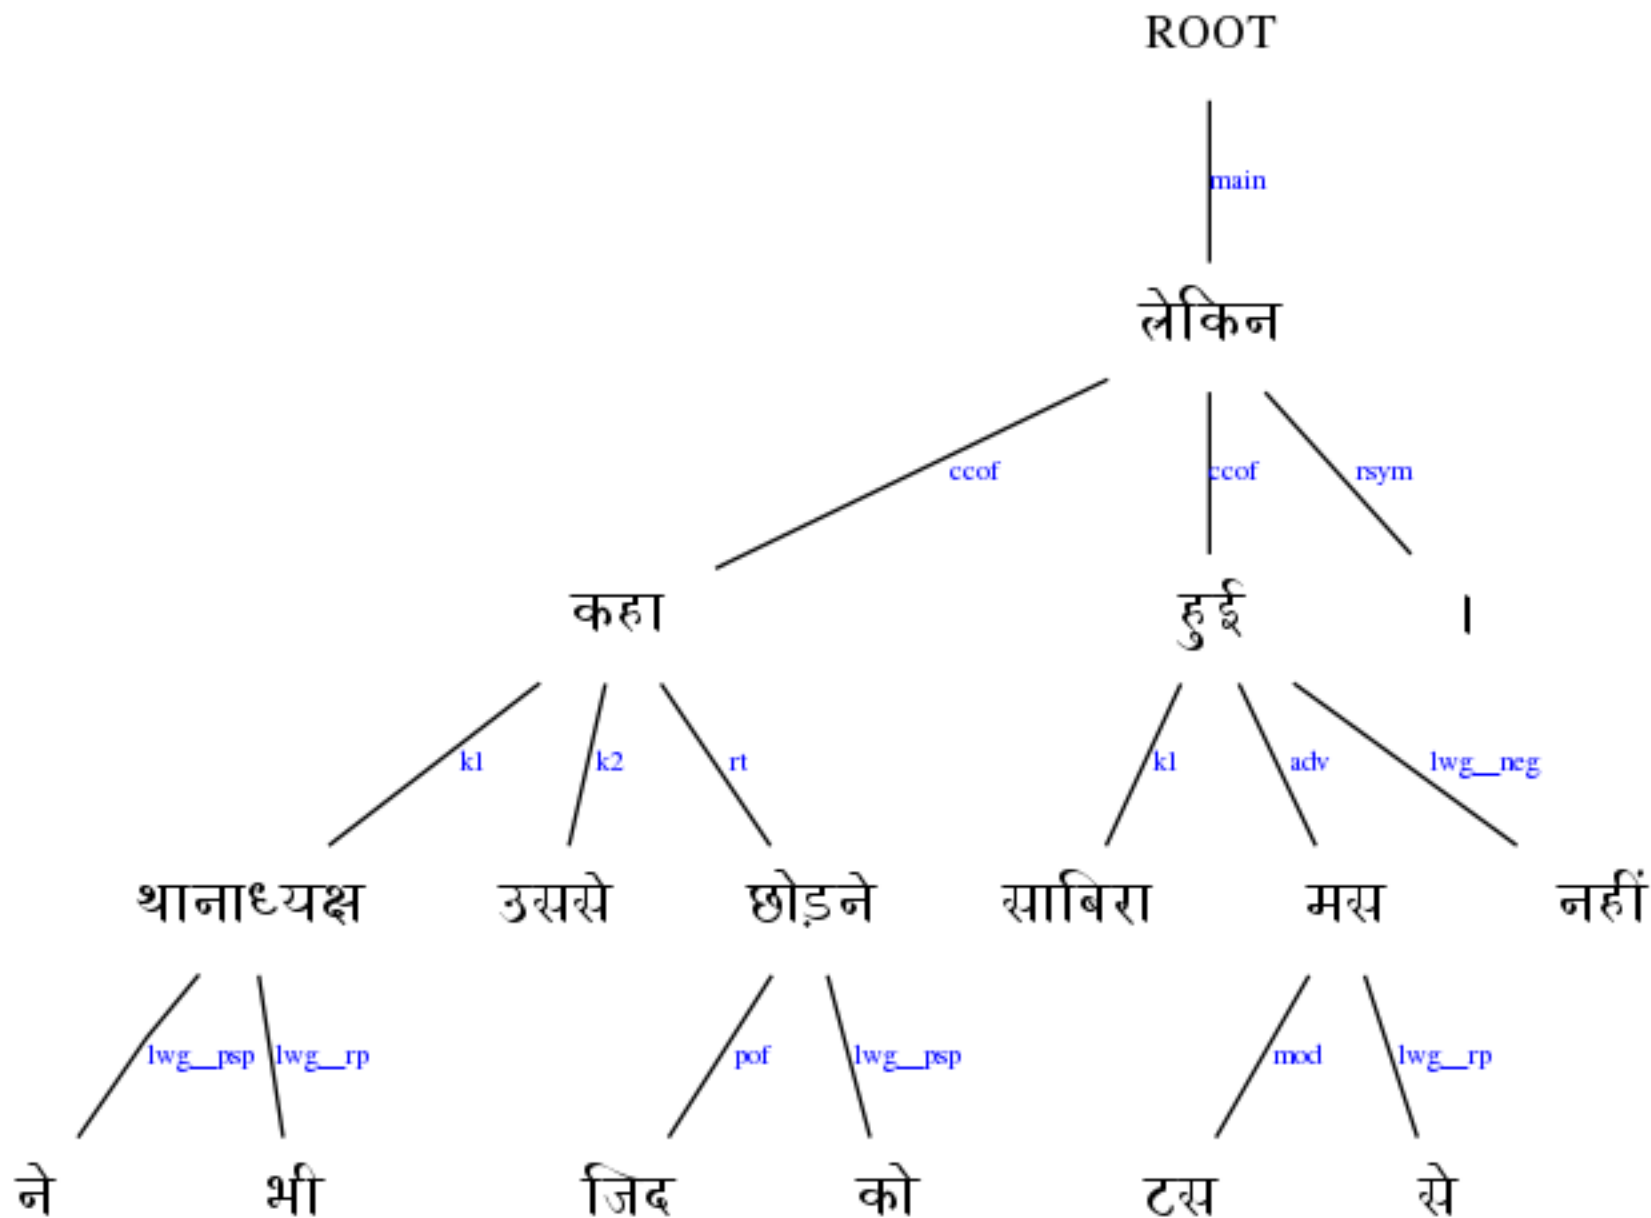 ROOT
main
लेकिन
ccof ccof rsym
कहा हुई ।
k1 k2 rt k1 adv lwg__neg
थानाध्यक्ष उससे छोड़ने साबिरा मस नहीं
lwg__psp lwg__rp pof lwg__psp mod lwg__rp
ने भी जिद को टस से